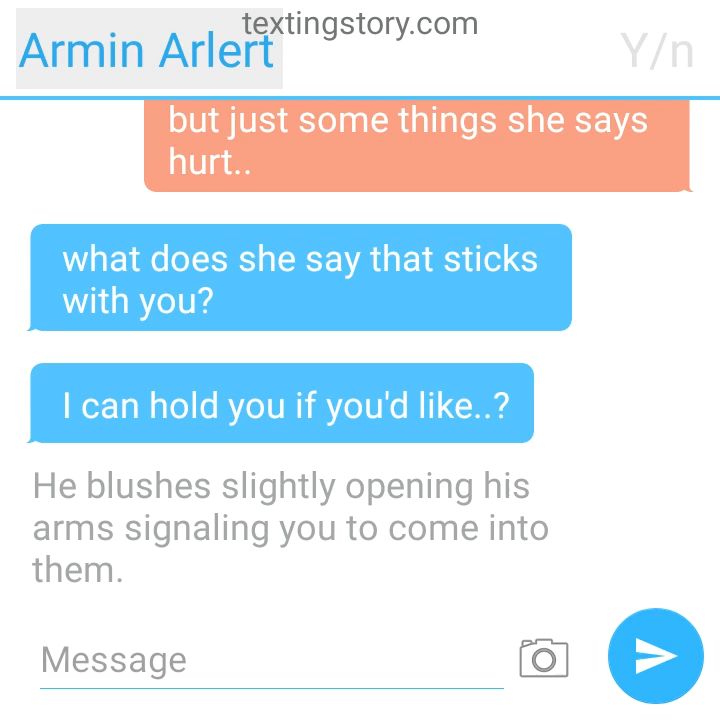 textingstory.com
Armin Arlert
Y/n
but just some things she says
hurt..
what does she say that sticks
with you?
I can hold you if you'd like..?
He blushes slightly opening his
arms signaling you to come into
them.
Message